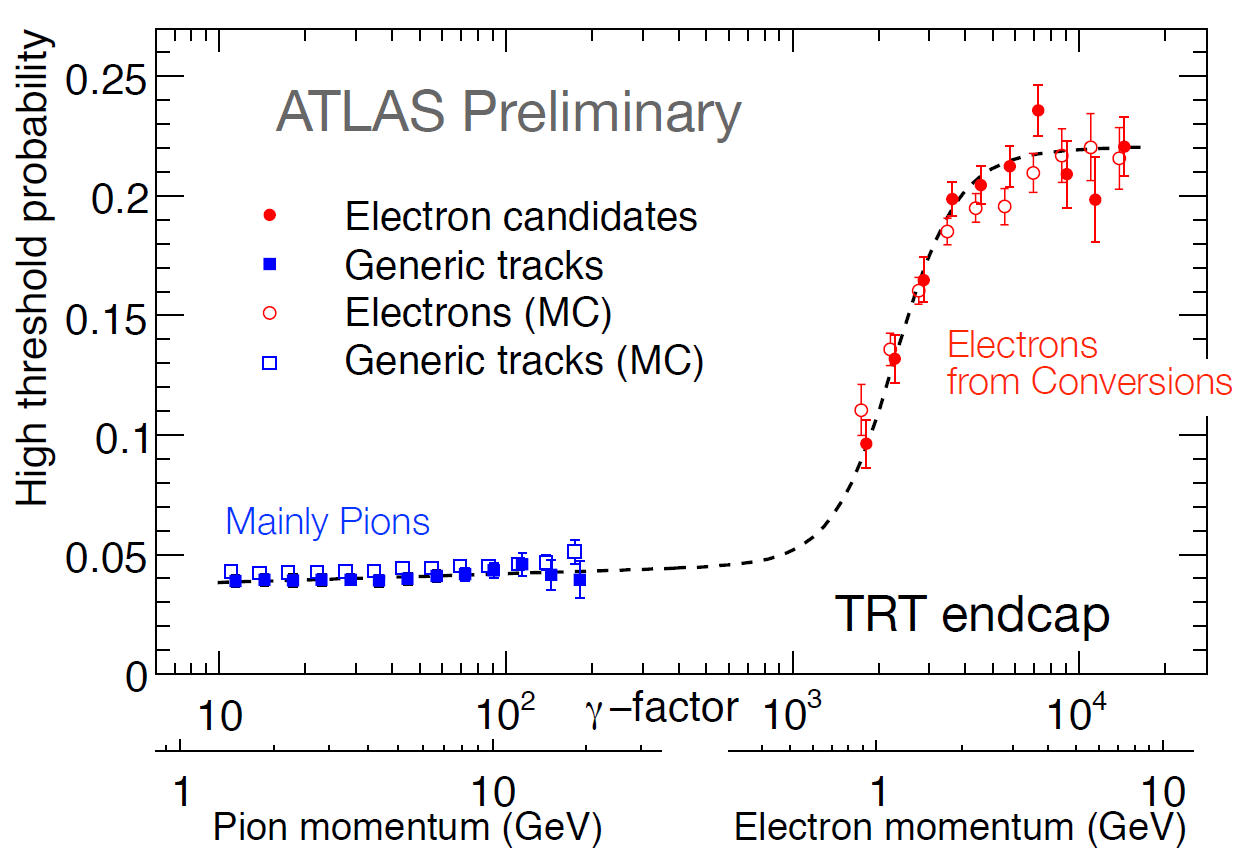 High threshold probability
0.25
0.2
0.15
0.1
0.05
0
ATLAS Preliminary
Electron candidates
Generic tracks
Electrons (MC)
Generic tracks (MC)
Electrons
from Conversions
Mainly Pions
TRT endcap
10 10² γ−factor 10³ 10⁴
1 10 1 10
Pion momentum (GeV) Electron momentum (GeV)